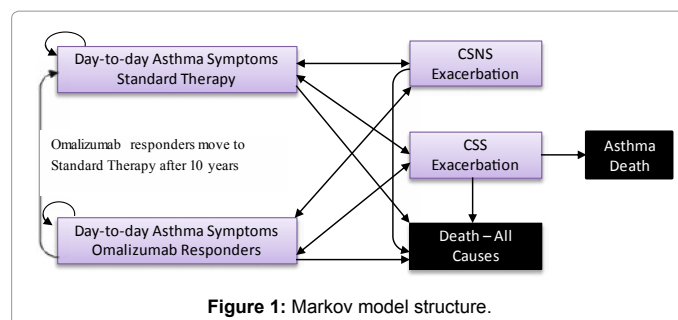 Day-to-day Asthma Symptoms
Standard Therapy
CSNS
Exacerbation
Omalizumab responders move to
Standard Therapy after 10 years
CSS
Exacerbation
Asthma
Death
Day-to-day Asthma Symptoms
Omalizumab Responders
Death – All
Causes
Figure 1: Markov model structure.